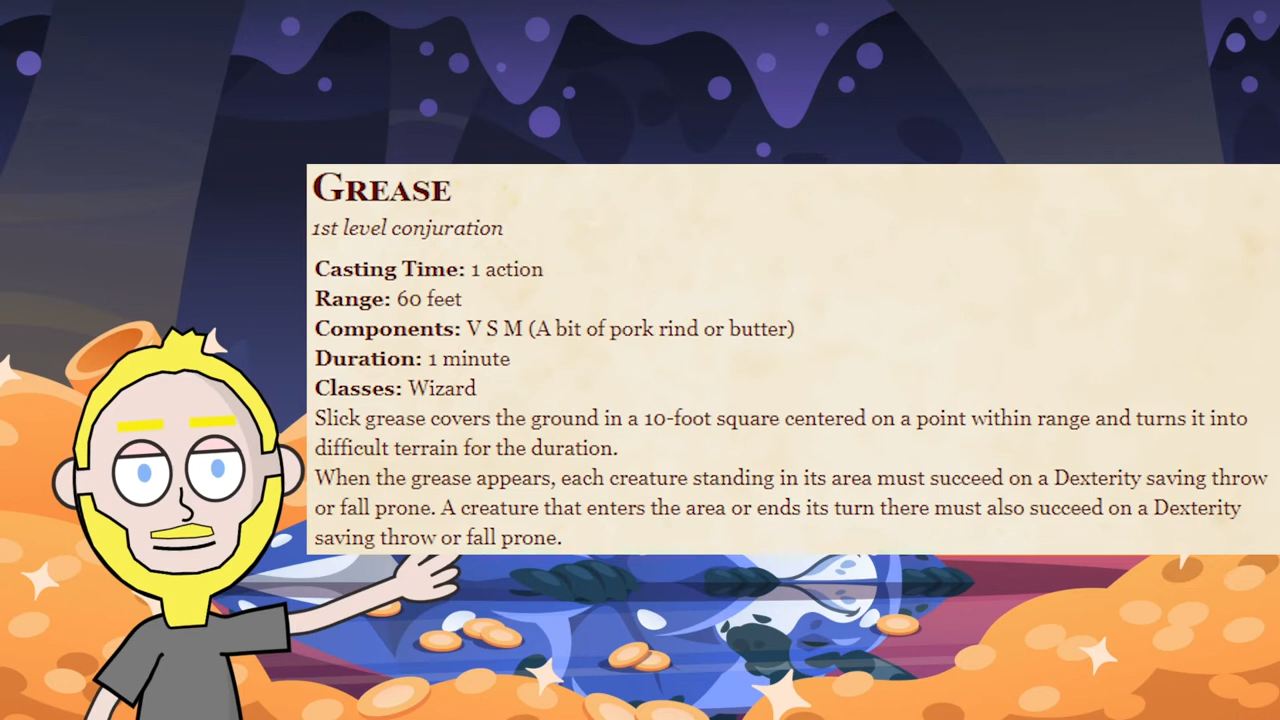 Grease
1st level conjuration
Casting Time: 1 action
Range: 60 feet
Components: V S M (A bit of pork rind or butter)
Duration: 1 minute
Classes: Wizard
Slick grease covers the ground in a 10-foot square centered on a point within range and turns it into
difficult terrain for the duration.
When the grease appears, each creature standing in its area must succeed on a Dexterity saving throw
or fall prone. A creature that enters the area or ends its turn there must also succeed on a Dexterity
saving throw or fall prone.